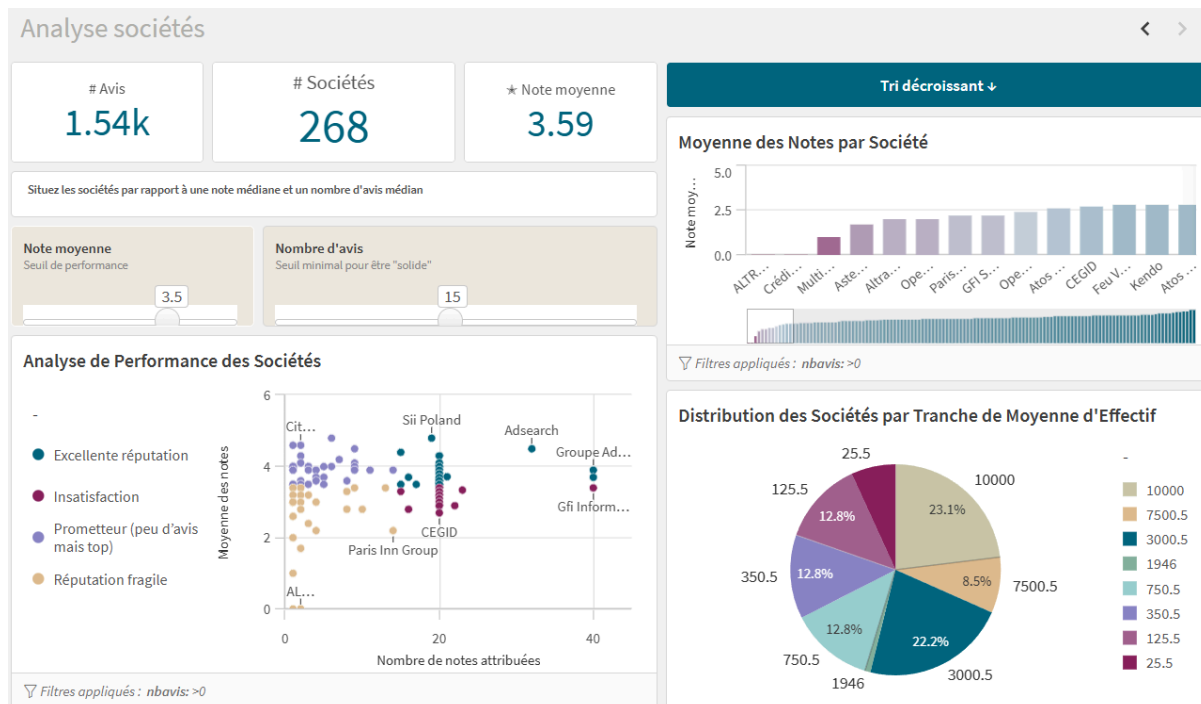 Analyse sociétés
# Avis
1.54k
# Sociétés
268
★ Note moyenne
3.59
Situez les sociétés par rapport à une note médiane et un nombre d'avis médian
Note moyenne
Seuil de performance
3.5
Nombre d'avis
Seuil minimal pour être "solide"
15
Analyse de Performance des Sociétés
-
Excellente réputation
Insatisfaction
Prometteur (peu d'avis
mais top)
Réputation fragile
Moyenne des notes
6
4
2
0
Cit...
Sii Poland
Adsearch
Groupe Ad...
Gfi Inform...
CEGID
Paris Inn Group
AL...
0
20
40
Nombre de notes attribuées
Filtres appliqués : nbavis: >0
Tri décroissant ↓
Moyenne des Notes par Société
Note moy...
5.0
2.5
0.0
ALTR...
Crédi...
Multi...
Aste...
Altra...
Ope...
Paris...
GFI S...
Ope...
Atos ...
CEGID
Feu V...
Kendo
Atos ...
Filtres appliqués : nbavis: >0
Distribution des Sociétés par Tranche de Moyenne d'Effectif
25.5
125.5
12.8%
10000
23.1%
350.5
12.8%
8.5%
7500.5
12.8%
22.2%
750.5
1946
3000.5
-
10000
7500.5
3000.5
1946
750.5
350.5
125.5
25.5